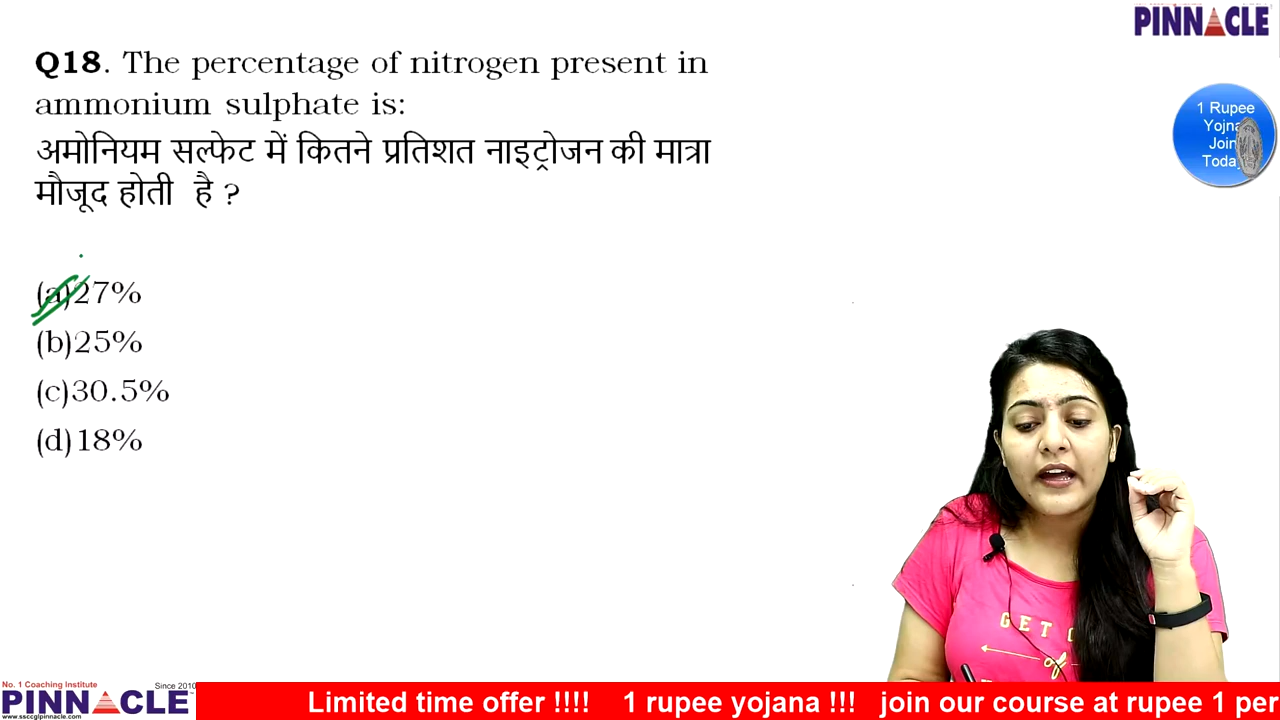 PINNACLE
Q18. The percentage of nitrogen present in
ammonium sulphate is:
अमोनियम सल्फेट में कितने प्रतिशत नाइट्रोजन की मात्रा
मौजूद होती है ?
1 Rupee
Yojna
Join
Today
(a)27%
(b)25%
(c)30.5%
(d)18%
GET
No. 1 Coaching Institute
Since 2010
PINNACLE
www.ssccglpinnacle.com
Limited time offer !!!! 1 rupee yojana !!! join our course at rupee 1 per